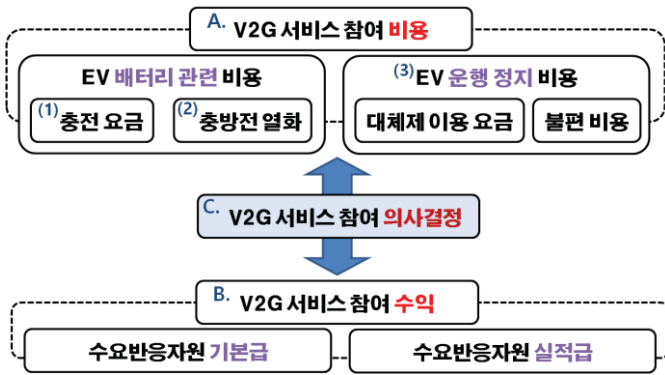 A. V2G 서비스 참여 비용
EV 배터리 관련 비용
(1)충전 요금
(2)충방전 열화
(3)EV 운행 정지 비용
대체제 이용 요금
불편 비용
C. V2G 서비스 참여 의사결정
B. V2G 서비스 참여 수익
수요반응자원 기본급
수요반응자원 실적급